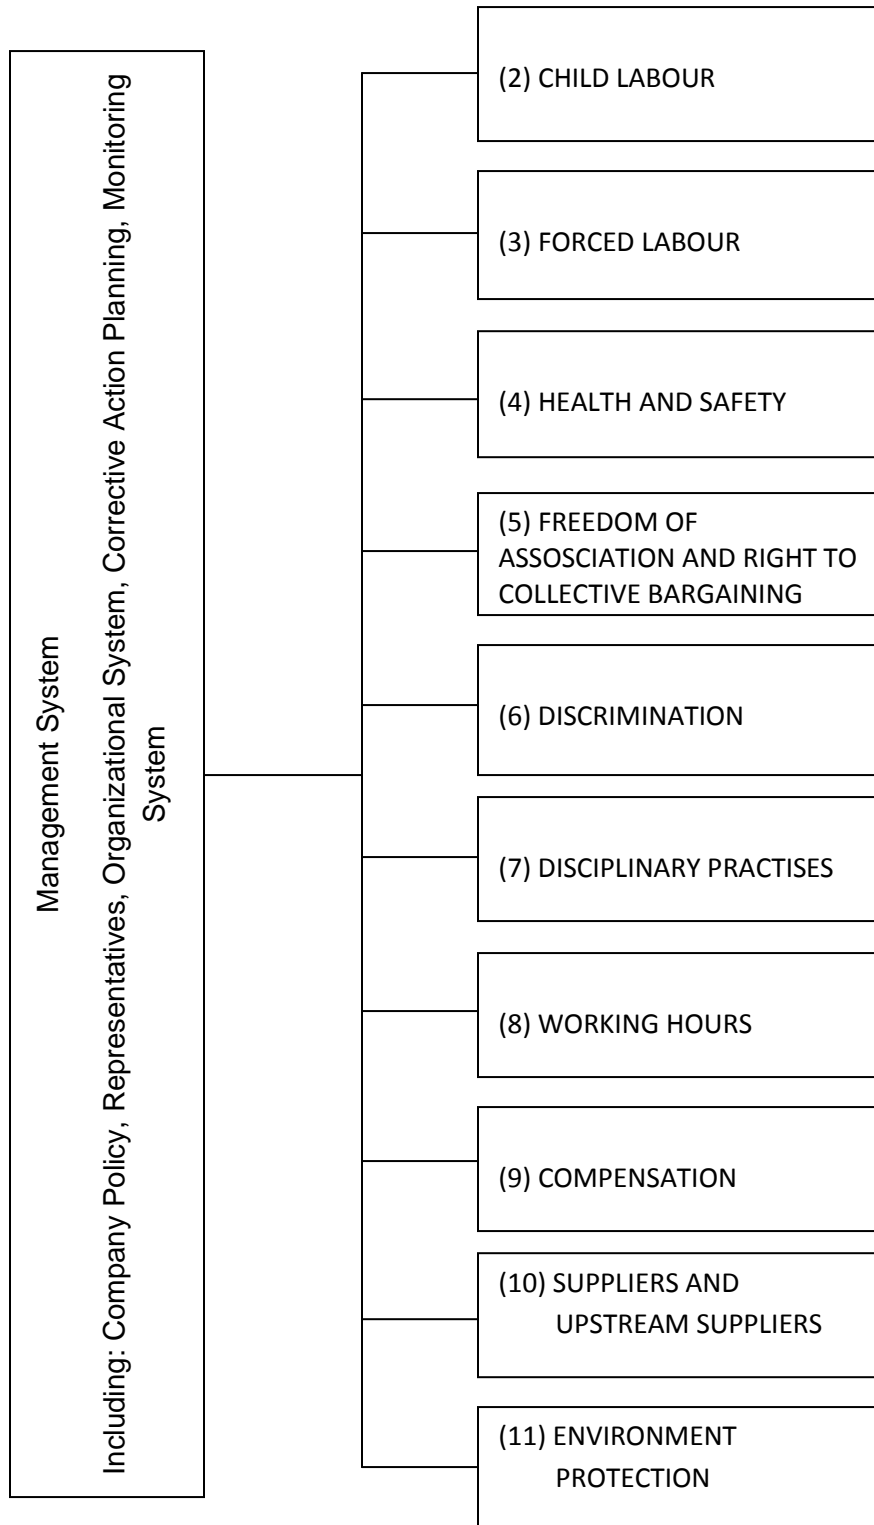 Management System
Including: Company Policy, Representatives, Organizational System, Corrective Action Planning, Monitoring
System
(2) CHILD LABOUR
(3) FORCED LABOUR
(4) HEALTH AND SAFETY
(5) FREEDOM OF
ASSOSCIATION AND RIGHT TO
COLLECTIVE BARGAINING
(6) DISCRIMINATION
(7) DISCIPLINARY PRACTISES
(8) WORKING HOURS
(9) COMPENSATION
(10) SUPPLIERS AND
UPSTREAM SUPPLIERS
(11) ENVIRONMENT
PROTECTION